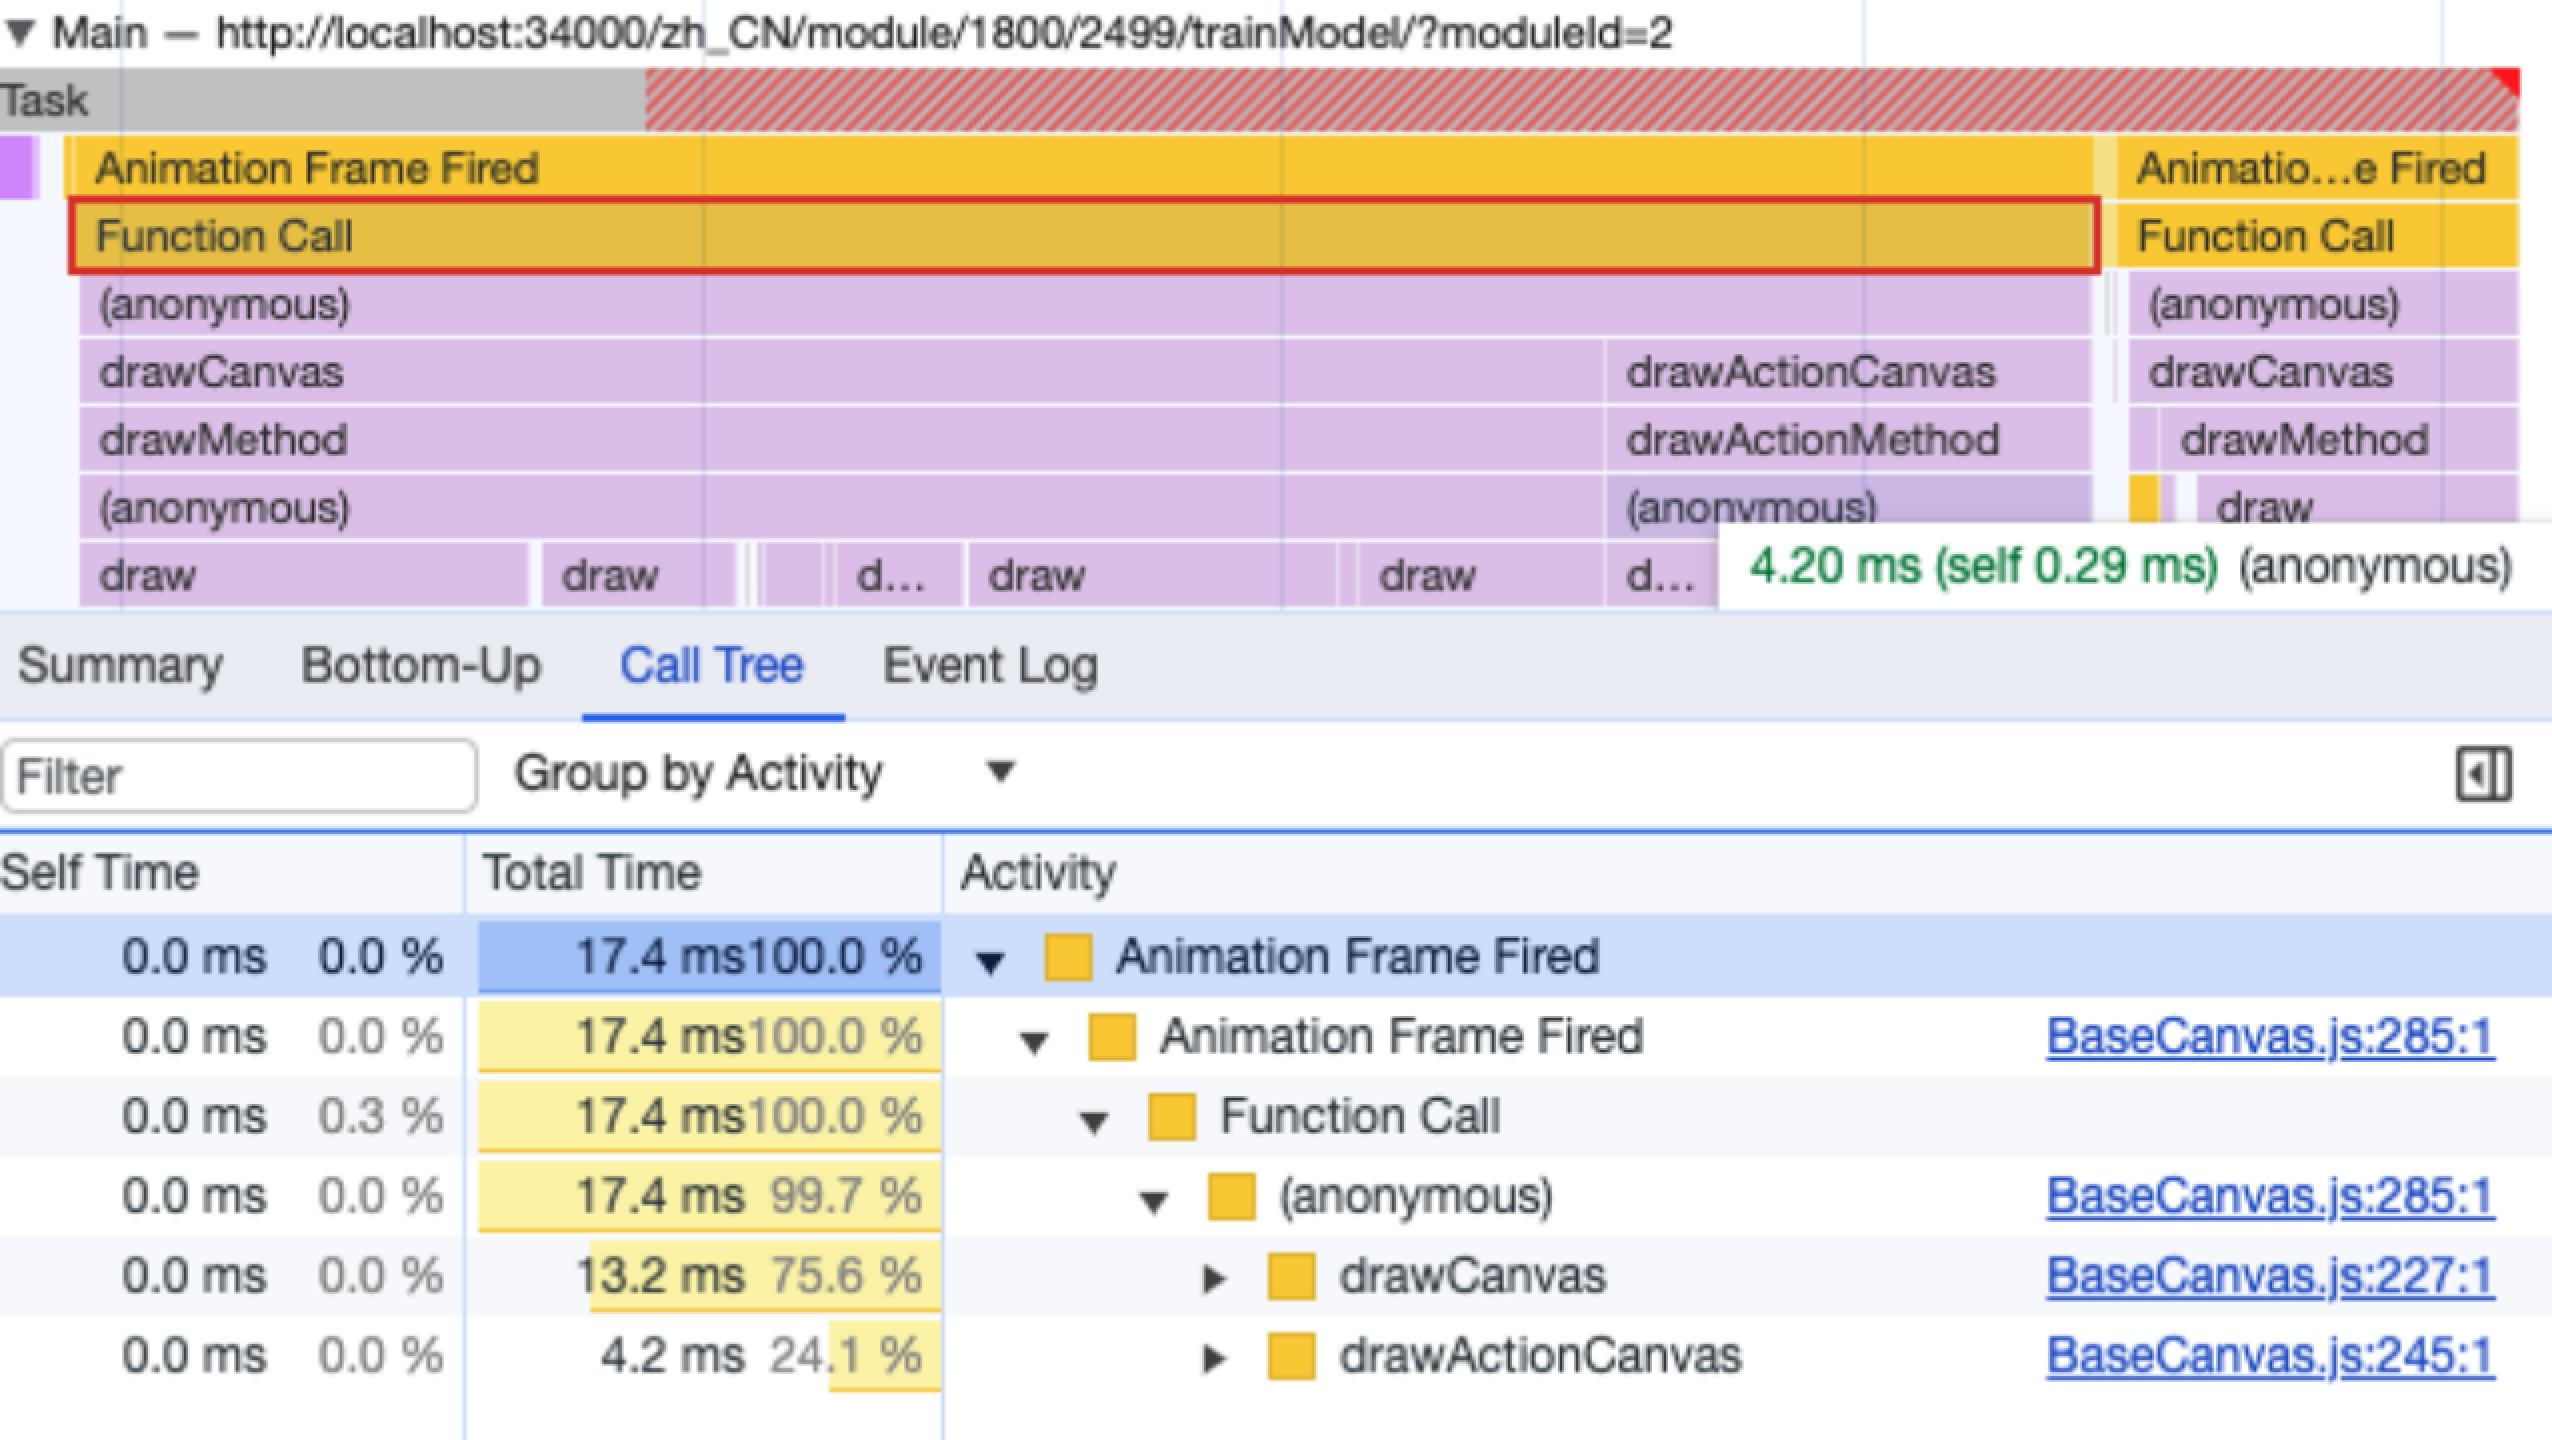 ▼ Main — http://localhost:34000/zh_CN/module/1800/2499/trainModel/?moduleId=2
Task
Animation Frame Fired Animatio…e Fired
Function Call Function Call
(anonymous) (anonymous)
drawCanvas drawActionCanvas drawCanvas
drawMethod drawActionMethod drawMethod
(anonymous) (anonymous) draw
draw draw d… draw draw d… 4.20 ms (self 0.29 ms) (anonymous)
Summary Bottom-Up Call Tree Event Log
Filter Group by Activity ▼
Self Time Total Time Activity
0.0 ms 0.0 % 17.4 ms 100.0 % ▼ Animation Frame Fired
0.0 ms 0.0 % 17.4 ms 100.0 % ▼ Animation Frame Fired BaseCanvas.js:285:1
0.0 ms 0.3 % 17.4 ms 100.0 % ▼ Function Call
0.0 ms 0.0 % 17.4 ms 99.7 % ▼ (anonymous) BaseCanvas.js:285:1
0.0 ms 0.0 % 13.2 ms 75.6 % ▶ drawCanvas BaseCanvas.js:227:1
0.0 ms 0.0 % 4.2 ms 24.1 % ▶ drawActionCanvas BaseCanvas.js:245:1